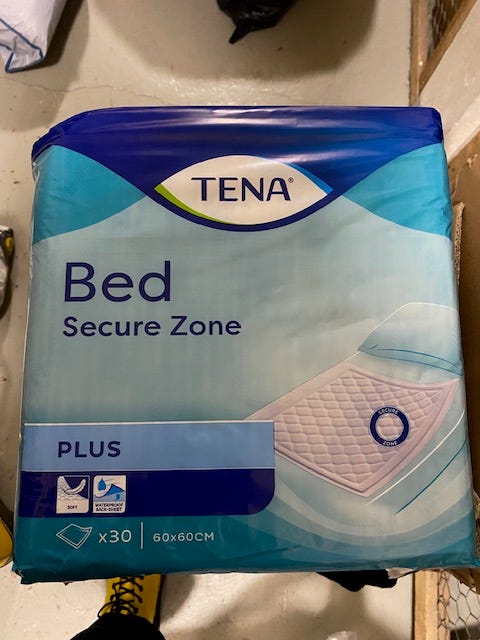 TENA®
Bed
Secure Zone
SECURE
ZONE
PLUS
SOFT
WATERPROOF
BACK-SHEET
x30
60x60CM